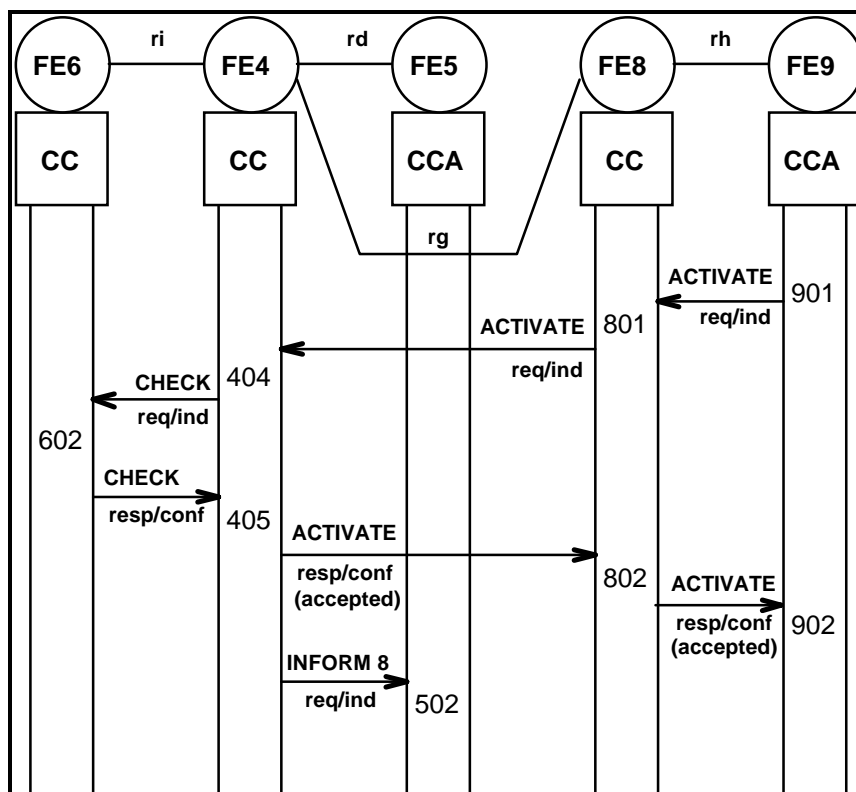 ri rd rh
FE6 FE4 FE5 FE8 FE9
CC CC CCA CC CCA
rg
ACTIVATE 901
req/ind
ACTIVATE 801
req/ind
404
CHECK
req/ind
602
CHECK
resp/conf 405
ACTIVATE
resp/conf
(accepted)
802 ACTIVATE
resp/conf
(accepted) 902
INFORM 8
req/ind 502